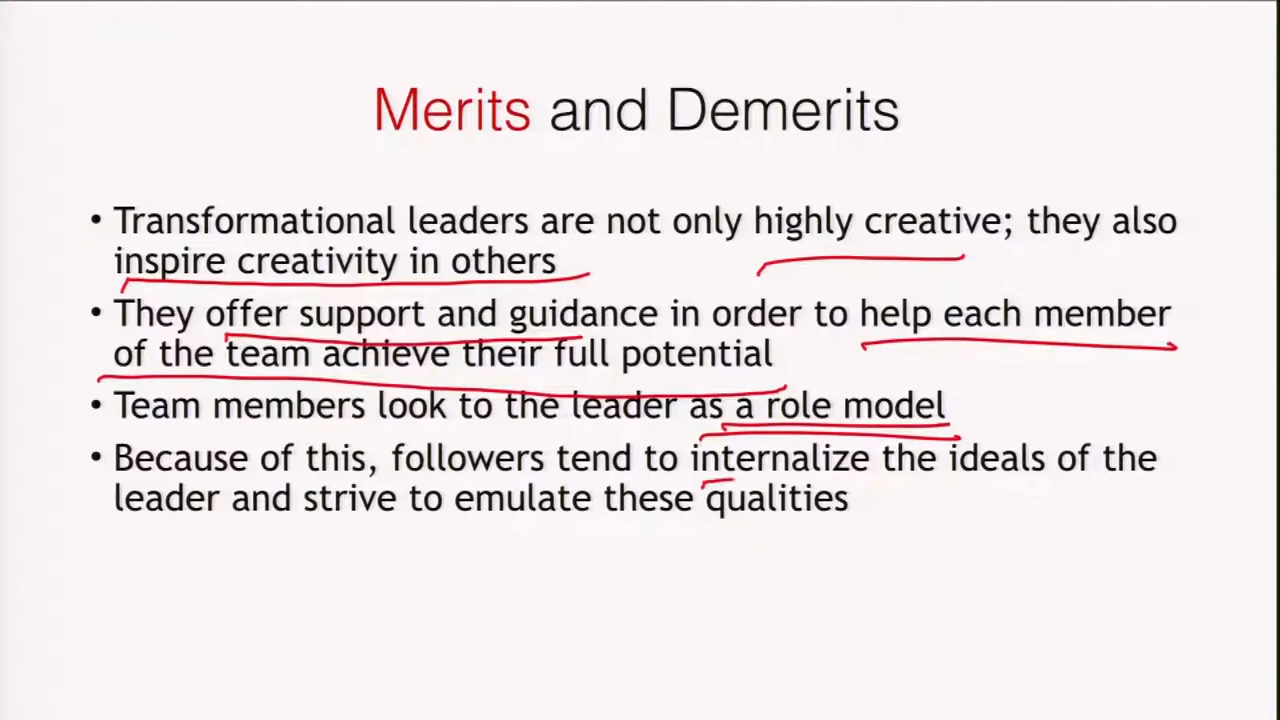 Merits and Demerits
• Transformational leaders are not only highly creative; they also
inspire creativity in others
• They offer support and guidance in order to help each member
of the team achieve their full potential
• Team members look to the leader as a role model
• Because of this, followers tend to internalize the ideals of the
leader and strive to emulate these qualities